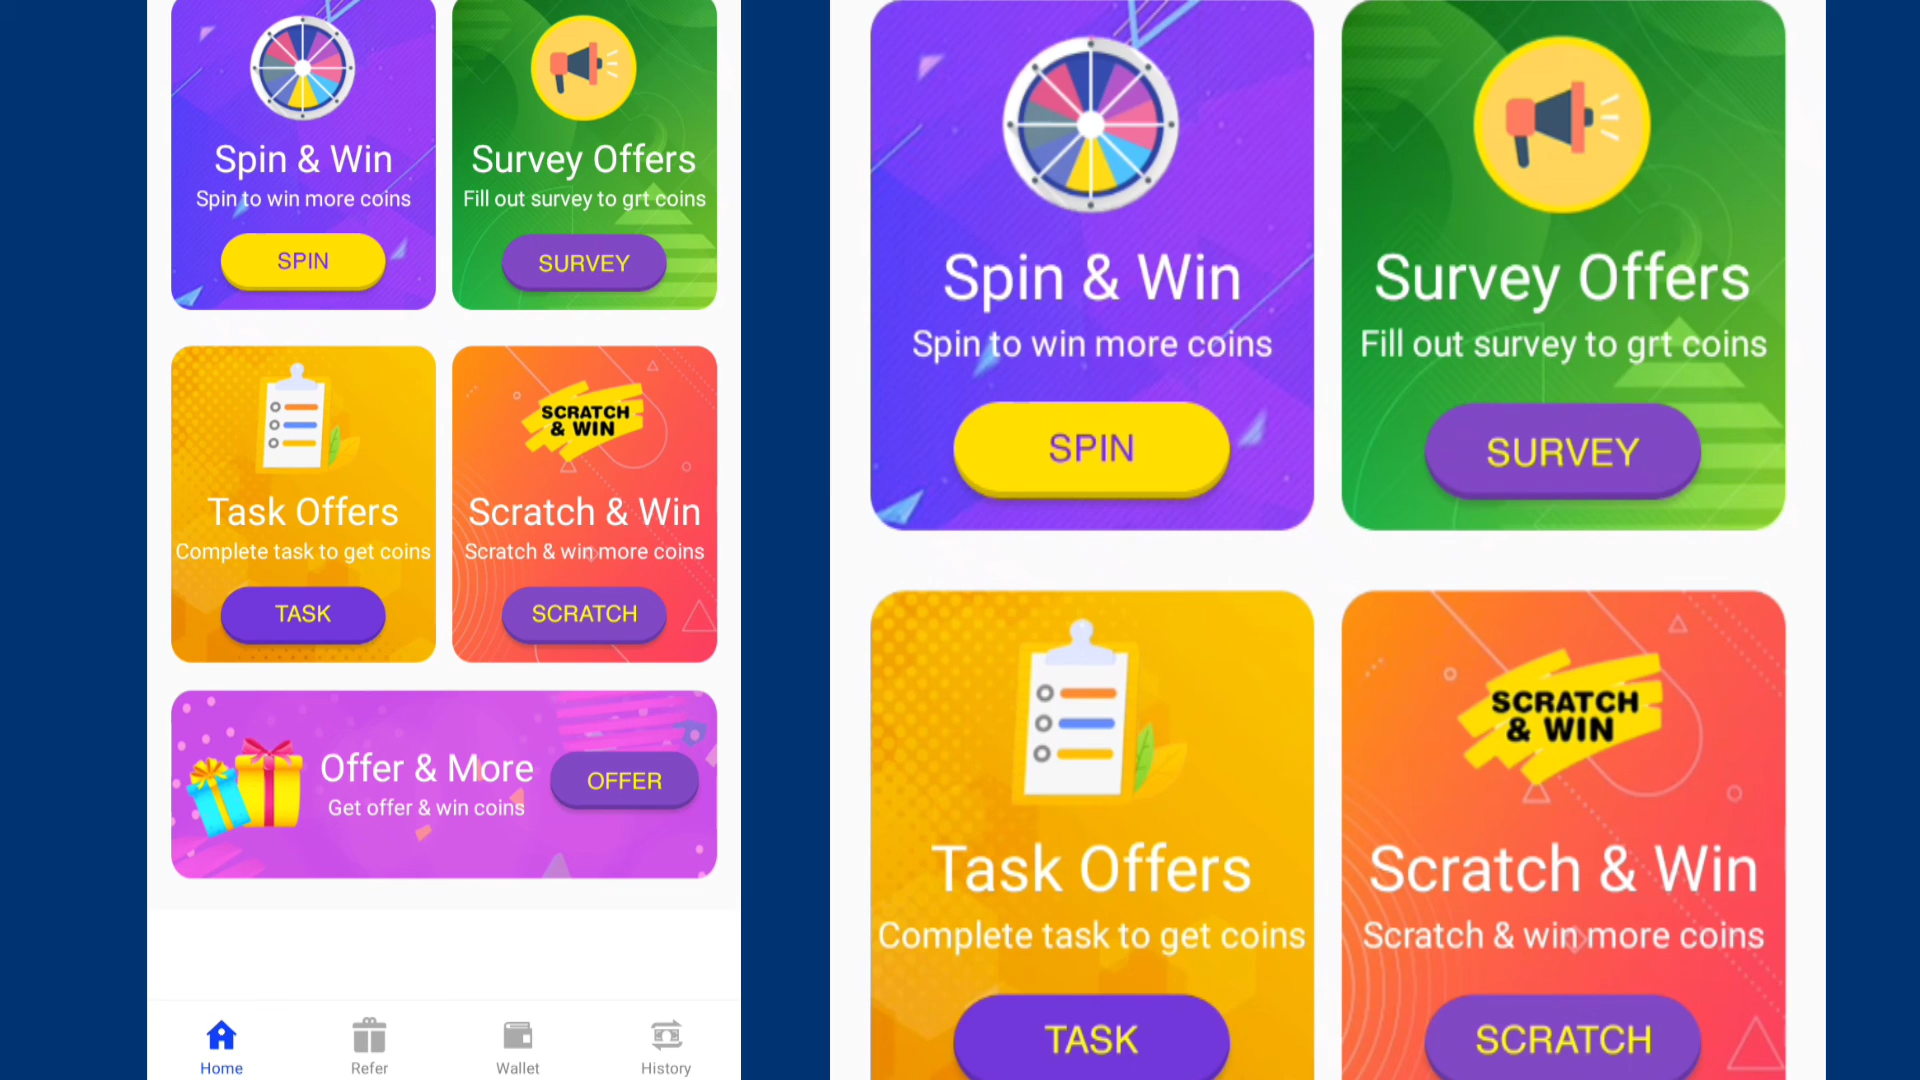 Spin & Win
Spin to win more coins
SPIN
Survey Offers
Fill out survey to grt coins
SURVEY
Task Offers
Complete task to get coins
TASK
SCRATCH
& WIN
Scratch & Win
Scratch & win more coins
SCRATCH
Offer & More
Get offer & win coins
OFFER
Home
Refer
Wallet
History
Spin & Win
Spin to win more coins
SPIN
Survey Offers
Fill out survey to grt coins
SURVEY
Task Offers
Complete task to get coins
TASK
SCRATCH
& WIN
Scratch & Win
Scratch & win more coins
SCRATCH